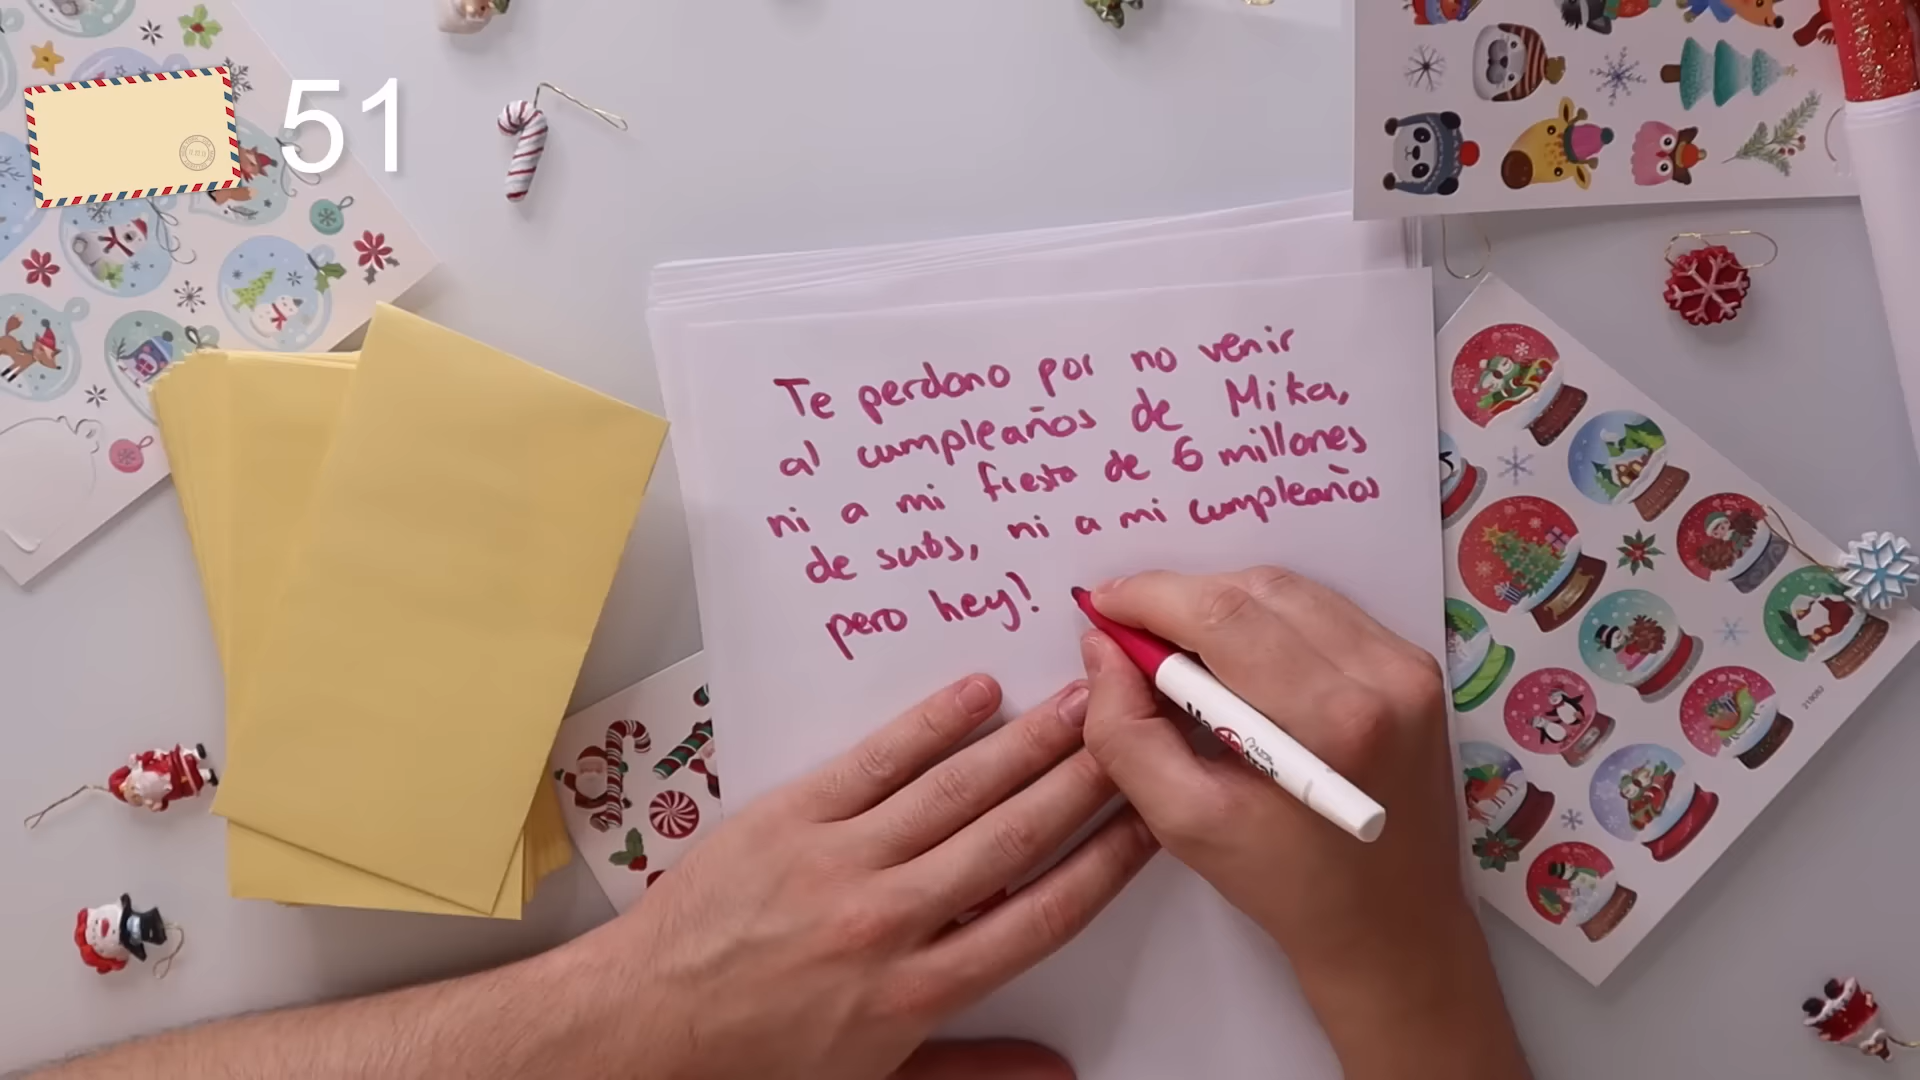 51
Te perdono por no venir
al cumpleaños de Mika,
ni a mi fiesta de 6 millones
de subs, ni a mi cumpleaños
pero hey!